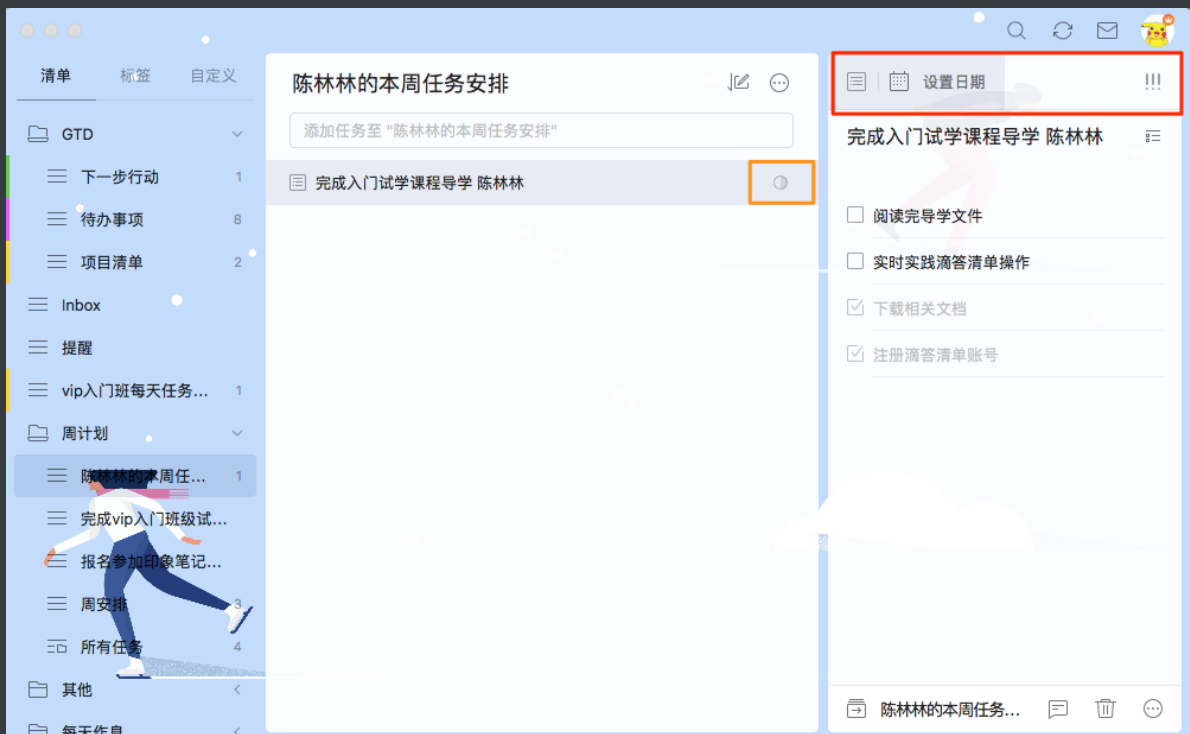 清单 标签 自定义
GTD
下一步行动 1
待办事项 8
项目清单 2
Inbox
提醒
vip入门班每天任务... 1
周计划
陈林林的本周任... 1
完成vip入门班级试...
报名参加印象笔记...
周安排 3
所有任务 4
其他
每天作息
陈林林的本周任务安排
添加任务至 "陈林林的本周任务安排"
完成入门试学课程导学 陈林林
设置日期 !!!
完成入门试学课程导学 陈林林
阅读完导学文件
实时实践滴答清单操作
下载相关文档
注册滴答清单账号
陈林林的本周任务...